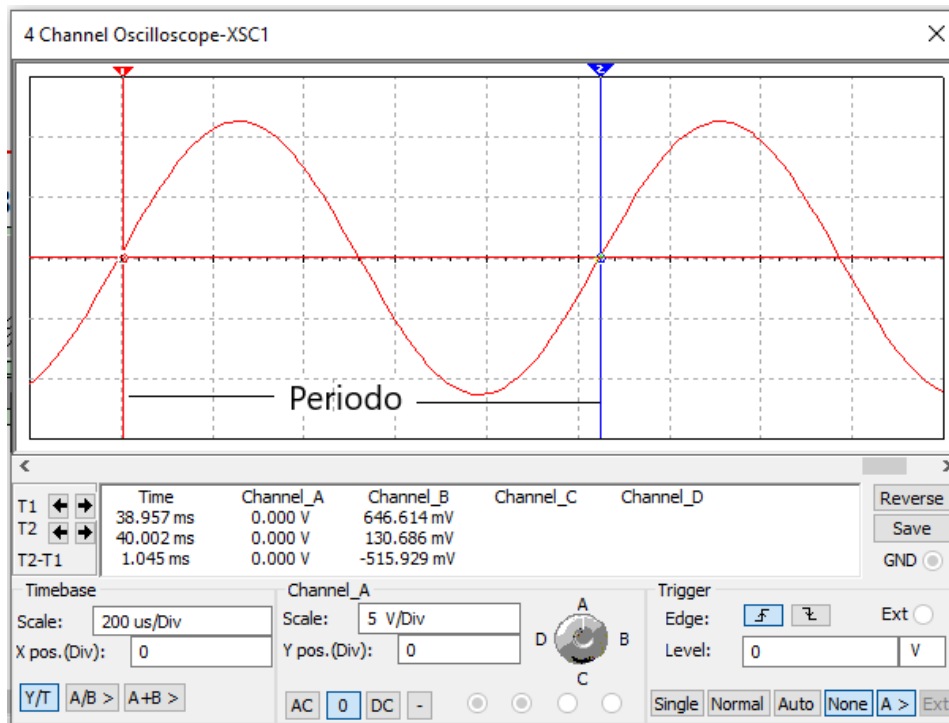 4 Channel Oscilloscope-XSC1
1 2
Periodo
Time Channel_A Channel_B Channel_C Channel_D
T1 38.957 ms 0.000 V 646.614 mV
T2 40.002 ms 0.000 V 130.686 mV
T2-T1 1.045 ms 0.000 V -515.929 mV
Reverse
Save
GND
Timebase
Scale: 200 us/Div
X pos.(Div): 0
Y/T A/B > A+B >
Channel_A
Scale: 5 V/Div
Y pos.(Div): 0
A
D B
C
AC 0 DC -
Trigger
Edge: Ext
Level: 0 V
Single Normal Auto None A > Ext